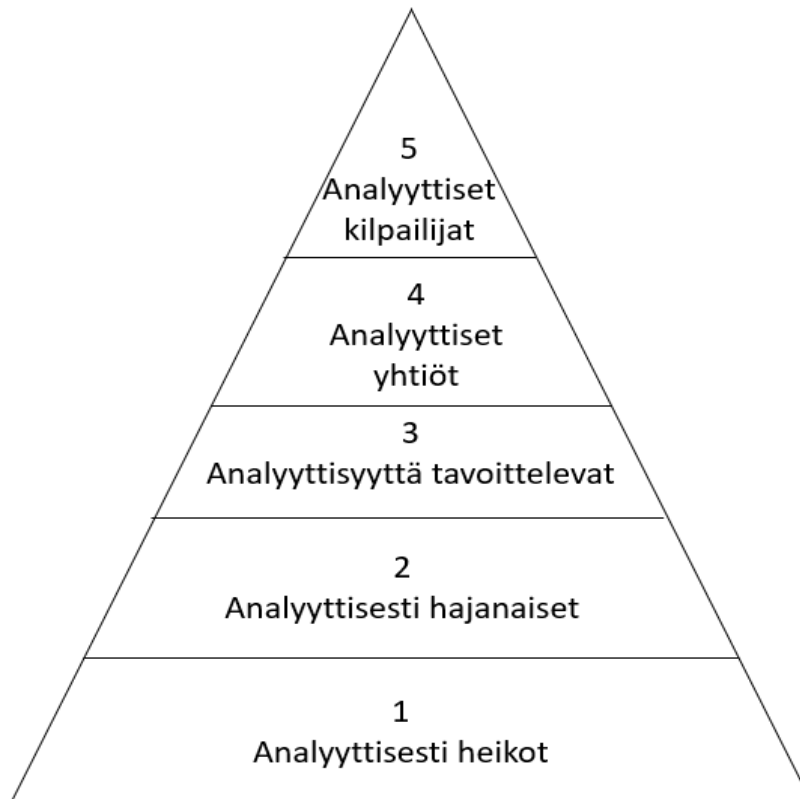 5
Analyyttiset
kilpailijat
4
Analyyttiset
yhtiöt
3
Analyyttisyyttä tavoittelevat
2
Analyyttisesti hajanaiset
1
Analyyttisesti heikot